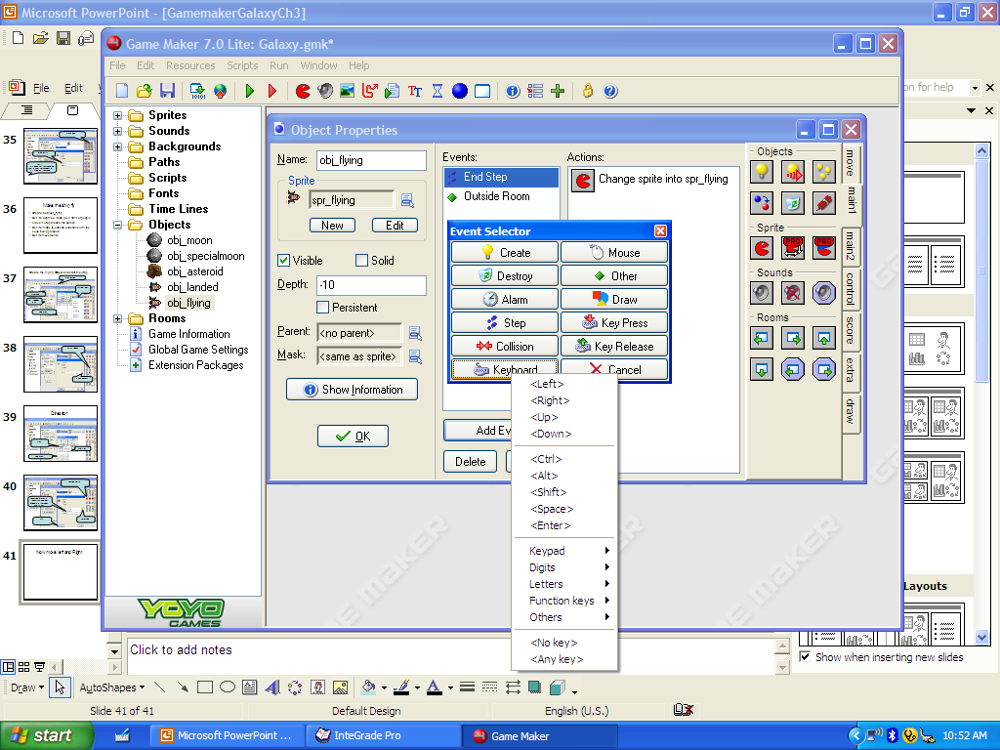 Microsoft PowerPoint - [GamemakerGalaxyCh3]
File Edit
on for help
Game Maker 7.0 Lite: Galaxy.gmk*
File Edit Resources Scripts Run Window Help
Sprites
Sounds
Backgrounds
Paths
Scripts
Fonts
Time Lines
Objects
obj_moon
obj_specialmoon
obj_asteroid
obj_landed
obj_flying
Rooms
Game Information
Global Game Settings
Extension Packages
YOYO
GAMES
Object Properties
Name: obj_flying
Sprite
spr_flying
New Edit
Visible Solid
Depth: -10
Persistent
Parent: <no parent>
Mask: <same as sprite>
Show Information
OK
Events:
End Step
Outside Room
Add Ev
Delete
Actions:
Change sprite into spr_flying
Event Selector
Create Mouse
Destroy Other
Alarm Draw
Step Key Press
Collision Key Release
Keyboard Cancel
<Left>
<Right>
<Up>
<Down>
<Ctrl>
<Alt>
<Shift>
<Space>
<Enter>
Keypad
Digits
Letters
Function keys
Others
<No key>
<Any key>
Objects
Sprite
Sounds
Rooms
move
main1
main2
control
score
extra
draw
35
36
37
38
39
Direction
40
41
Now move left and Right
Layouts
Show when inserting new slides
Click to add notes
Draw AutoShapes
Slide 41 of 41 Default Design English (U.S.)
start Microsoft PowerPoint ... InteGrade Pro Game Maker 10:52 AM